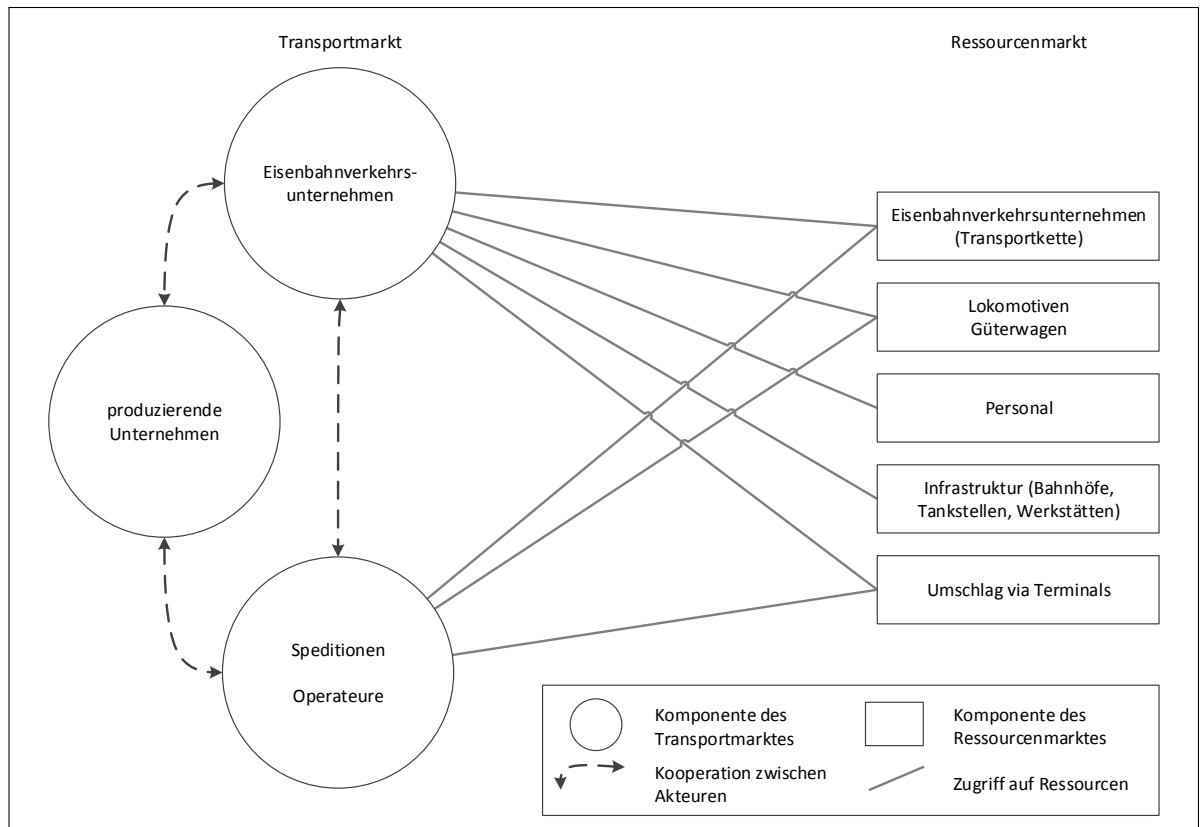 Transportmarkt
Ressourcenmarkt
Eisenbahnverkehrs-
unternehmen
produzierende
Unternehmen
Speditionen
Operateure
Eisenbahnverkehrsunternehmen
(Transportkette)
Lokomotiven
Güterwagen
Personal
Infrastruktur (Bahnhöfe,
Tankstellen, Werkstätten)
Umschlag via Terminals
Komponente des
Transportmarktes
Komponente des
Ressourcenmarktes
Kooperation zwischen
Akteuren
Zugriff auf Ressourcen